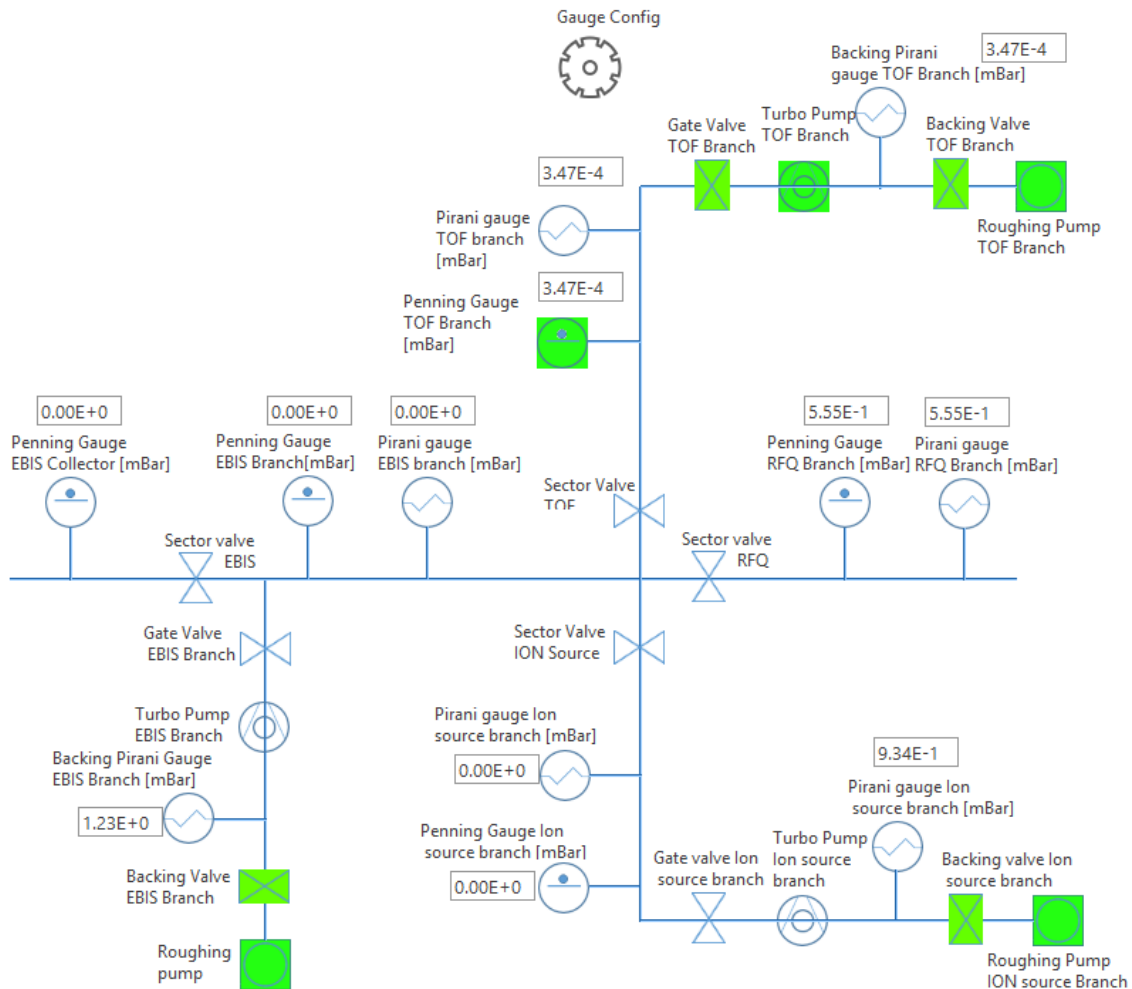 Gauge Config
Backing Pirani
gauge TOF Branch [mBar]
3.47E-4
Gate Valve
TOF Branch
Turbo Pump
TOF Branch
Backing Valve
TOF Branch
Roughing Pump
TOF Branch
3.47E-4
Pirani gauge
TOF branch
[mBar]
3.47E-4
Penning Gauge
TOF Branch
[mBar]
0.00E+0
Penning Gauge
EBIS Collector [mBar]
0.00E+0
Penning Gauge
EBIS Branch[mBar]
0.00E+0
Pirani gauge
EBIS branch [mBar]
5.55E-1
Penning Gauge
RFQ Branch [mBar]
5.55E-1
Pirani gauge
RFQ Branch [mBar]
Sector Valve
TOF
Sector valve
EBIS
Sector valve
RFQ
Gate Valve
EBIS Branch
Sector Valve
ION Source
Turbo Pump
EBIS Branch
Backing Pirani Gauge
EBIS Branch [mBar]
1.23E+0
Backing Valve
EBIS Branch
Roughing
pump
Pirani gauge Ion
source branch [mBar]
0.00E+0
Penning Gauge Ion
source branch [mBar]
0.00E+0
9.34E-1
Pirani gauge Ion
source branch [mBar]
Gate valve Ion
source branch
Turbo Pump
Ion source
branch
Backing valve Ion
source branch
Roughing Pump
ION source Branch